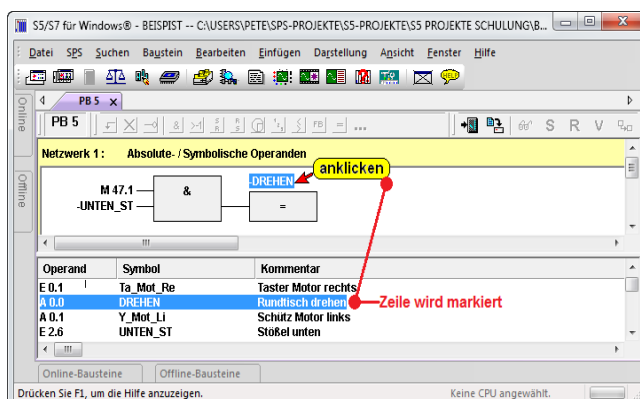 S5/S7 für Windows® - BEISPIST -- C:\USERS\PETE\SPS-PROJEKTE\S5-PROJEKTE\S5 PROJEKTE SCHULUNG\B...
Datei SPS Suchen Baustein Bearbeiten Einfügen Darstellung Ansicht Fenster Hilfe
Online
Offline
PB 5 x
PB 5 & >-1 S R R S FB = ... S R V
Netzwerk 1: Absolute- / Symbolische Operanden
anklicken
-DREHEN
M 47.1
&
-UNTEN_ST
=
Operand Symbol Kommentar
E 0.1 Ta_Mot_Re Taster Motor rechts
A 0.0 DREHEN Rundtisch drehen
Zeile wird markiert
A 0.1 Y_Mot_Li Schütz Motor links
E 2.6 UNTEN_ST Stößel unten
Online-Bausteine Offline-Bausteine
Drücken Sie F1, um die Hilfe anzuzeigen. Keine CPU angewählt.